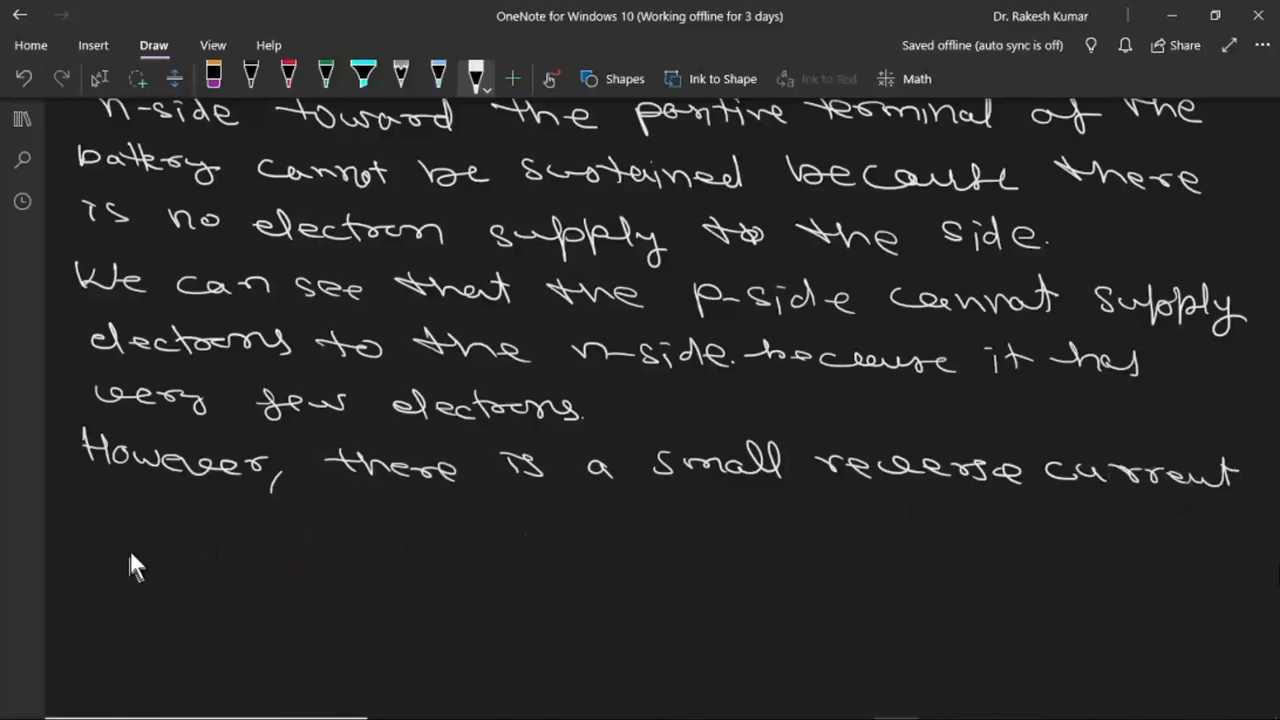 OneNote for Windows 10 (Working offline for 3 days)
Dr. Rakesh Kumar
Home Insert Draw View Help
Saved offline (auto sync is off) Share
Shapes Ink to Shape Ink to Text Math
n-side toward the positive terminal of the
battery cannot be sustained because there
is no electron supply to the side.
We can see that the p-side cannot supply
electrons to the n-side. because it has
very few electrons.
However, there is a small reverse current